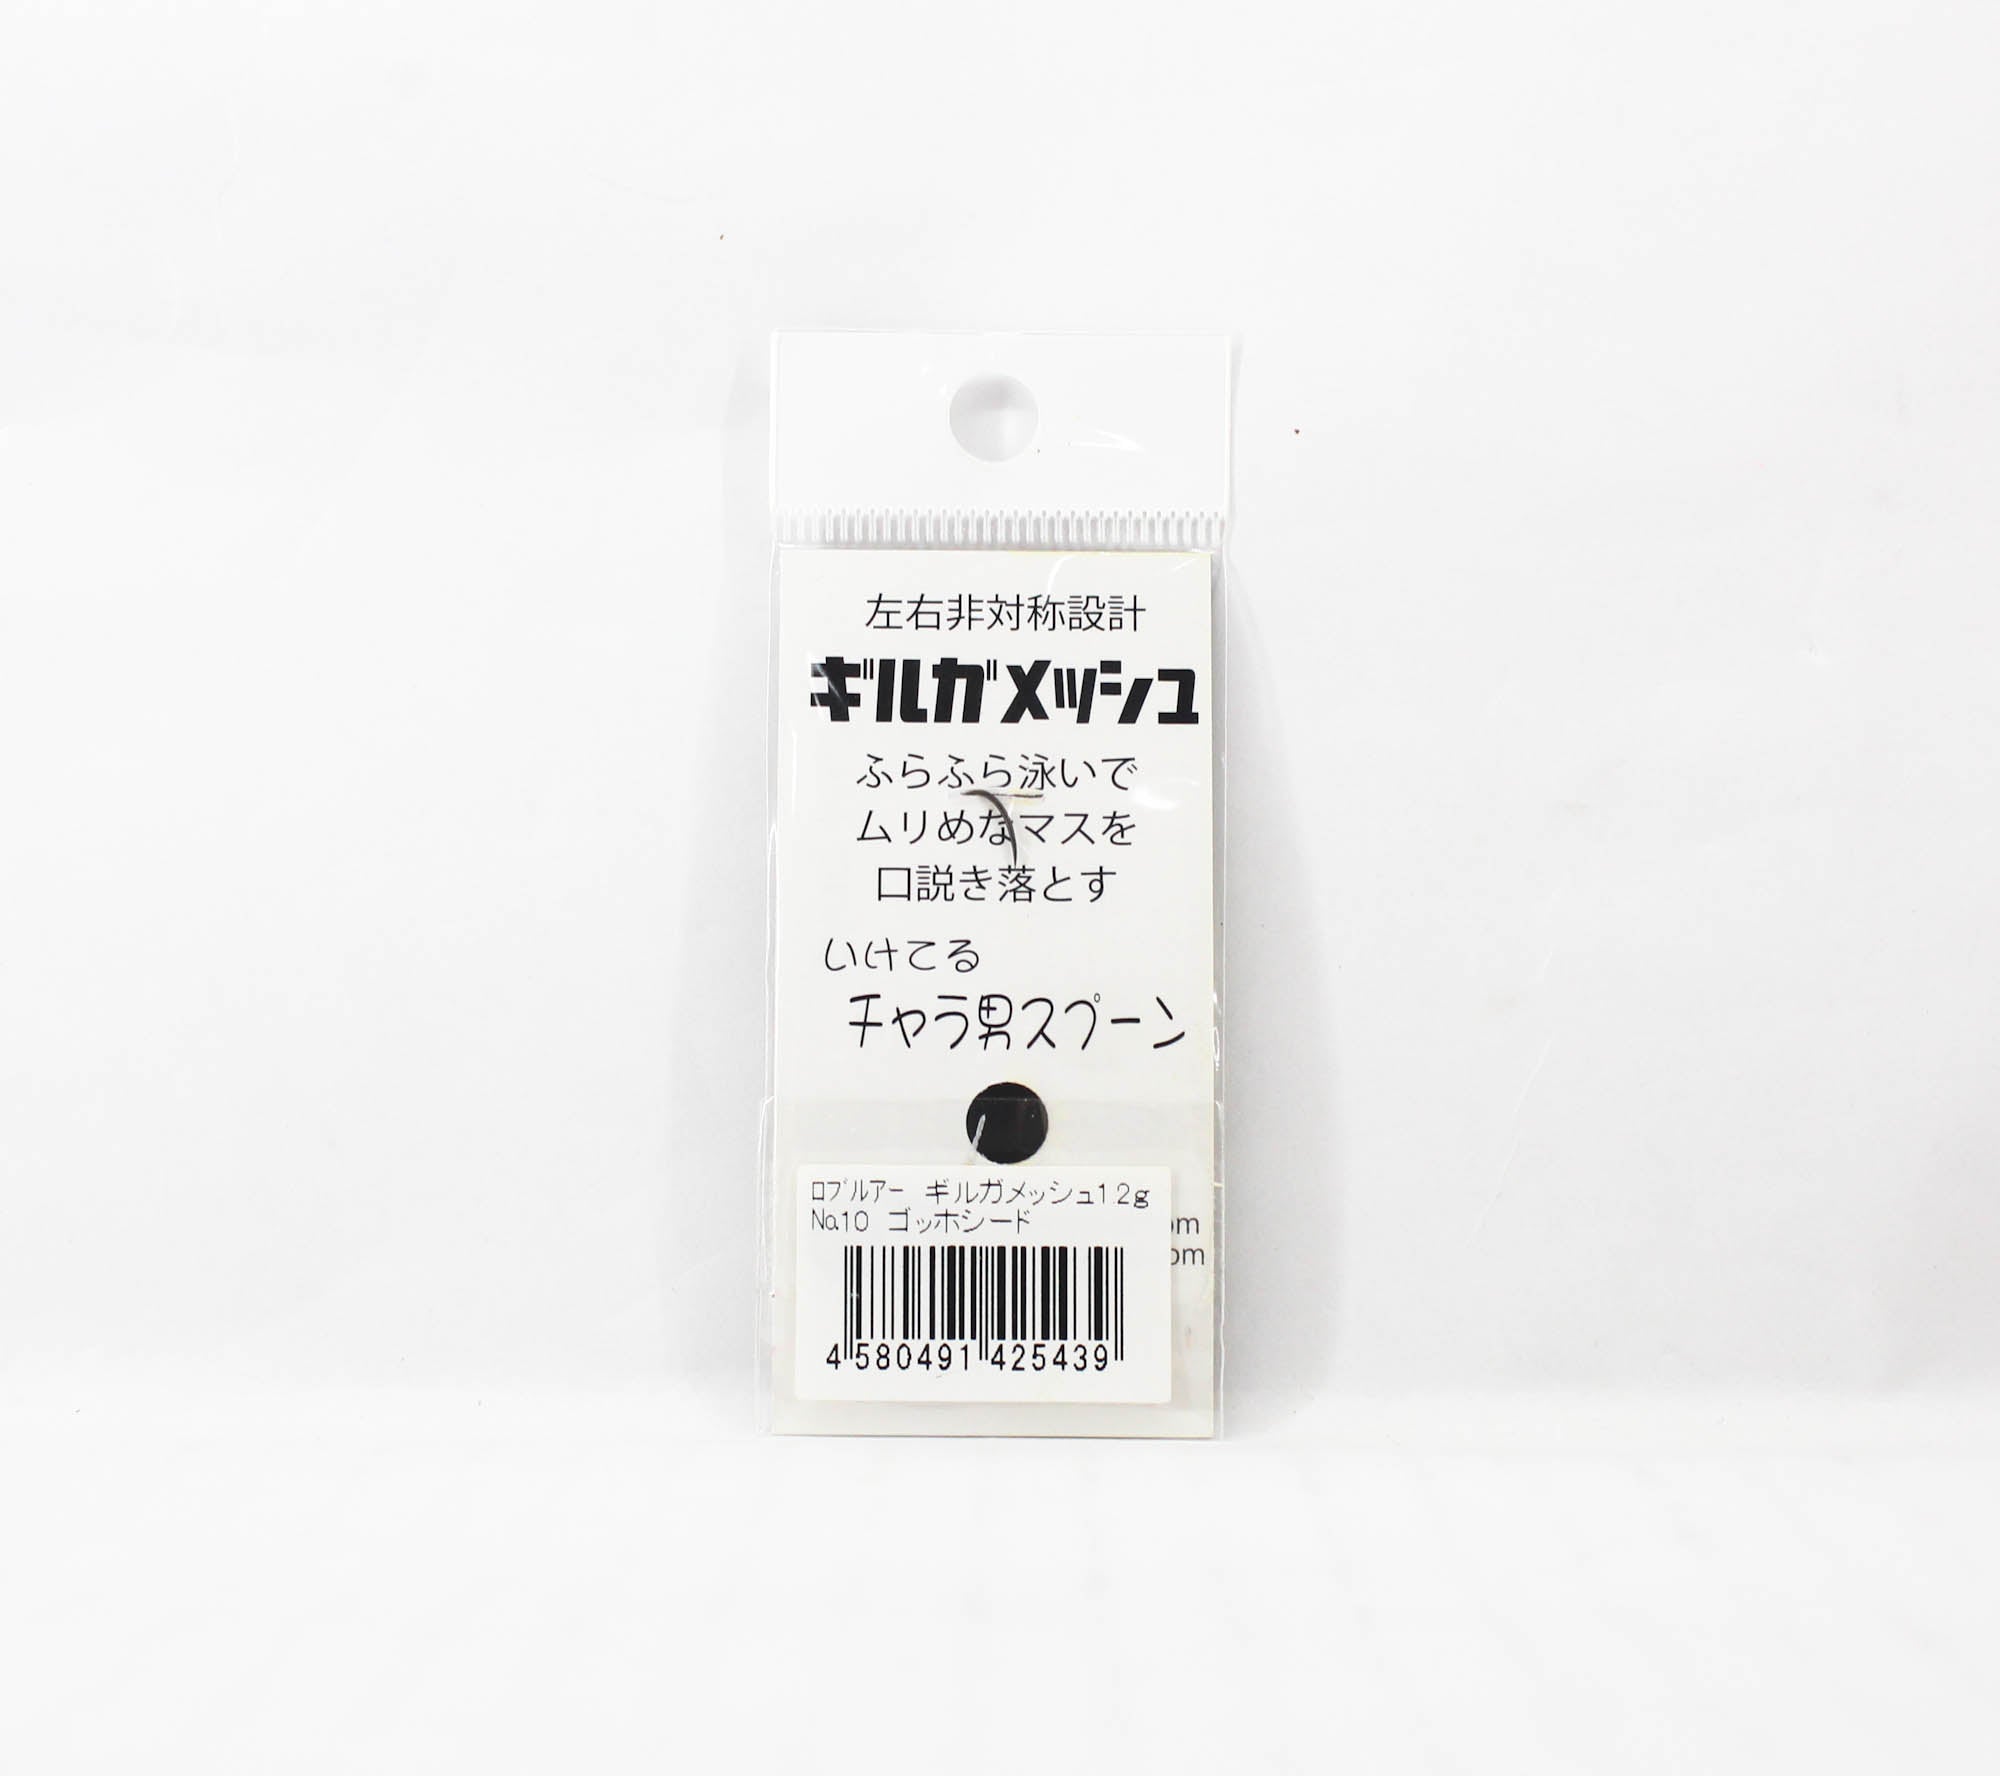 左右非対称設計
ギルガメッシュ
ふらふら泳いで
ムリめなマスを
口説き落とす
いけてる
チャラ男スプーン
ロブルアー ギルガメッシュ1.2g
No.10 ゴッホシード
om
om
4 580491 425439